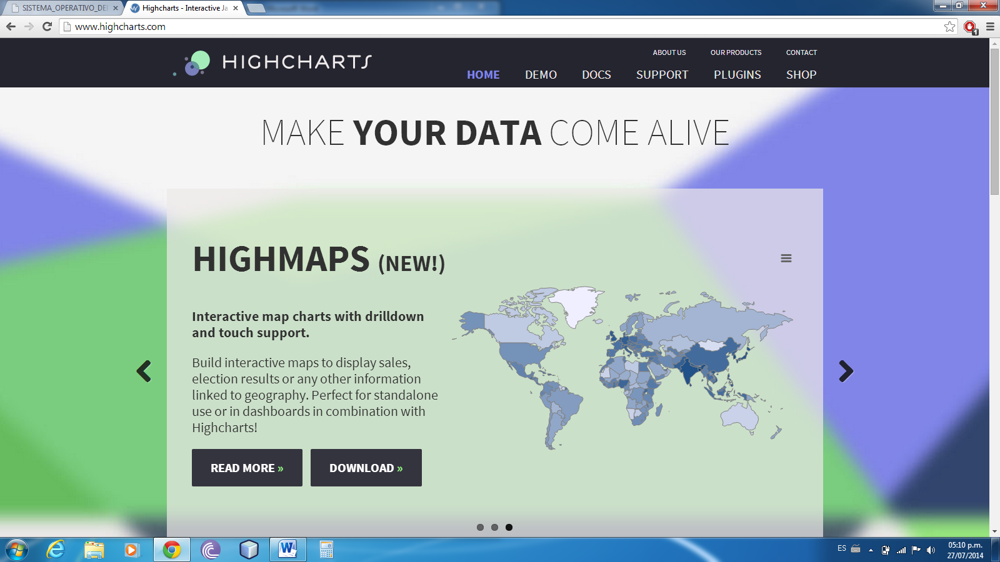 SISTEMA_OPERATIVO_DE
Highcharts - Interactive Ja
www.highcharts.com
HIGHCHARTS
ABOUT US OUR PRODUCTS CONTACT
HOME DEMO DOCS SUPPORT PLUGINS SHOP
MAKE YOUR DATA COME ALIVE
HIGHMAPS (NEW!)
Interactive map charts with drilldown
and touch support.
Build interactive maps to display sales,
election results or any other information
linked to geography. Perfect for standalone
use or in dashboards in combination with
Highcharts!
READ MORE » DOWNLOAD »
ES
05:10 p.m.
27/07/2014